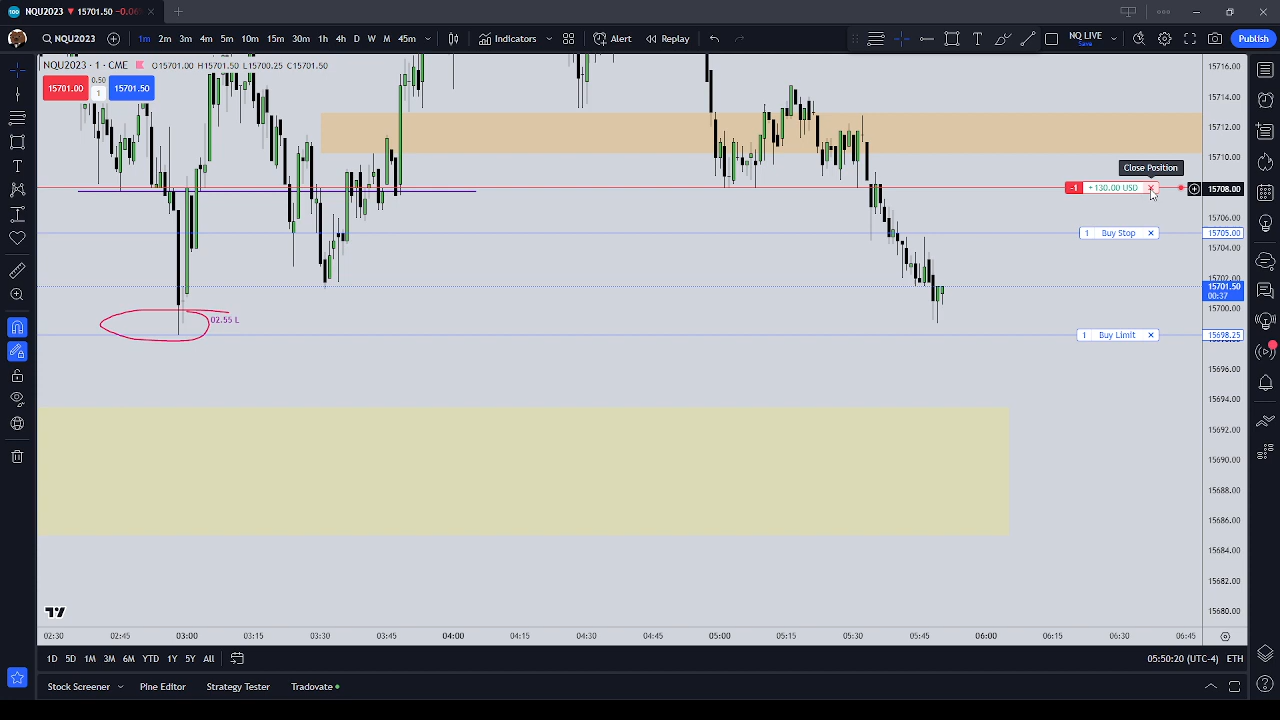 NQU2023 ▼ 15701.50 -0.06
NQU2023 1m 2m 3m 4m 5m 10m 15m 30m 1h 4h D W M 45m Indicators Alert Replay NQ LIVE Save Publish
NQU2023 · 1 · CME O15701.00 H15701.50 L15700.25 C15701.50
15701.00 0.50 1 15701.50
Close Position
-1 +130.00 USD × 15708.00
1 Buy Stop × 15705.00
15701.50
00:37
02.55 L
1 Buy Limit × 15698.25
15716.00
15714.00
15712.00
15710.00
15706.00
15704.00
15702.00
15700.00
15696.00
15694.00
15692.00
15690.00
15688.00
15686.00
15684.00
15682.00
15680.00
02:30 02:45 03:00 03:15 03:30 03:45 04:00 04:15 04:30 04:45 05:00 05:15 05:30 05:45 06:00 06:15 06:30 06:45
1D 5D 1M 3M 6M YTD 1Y 5Y All 05:50:20 (UTC-4) ETH
Stock Screener Pine Editor Strategy Tester Tradovate